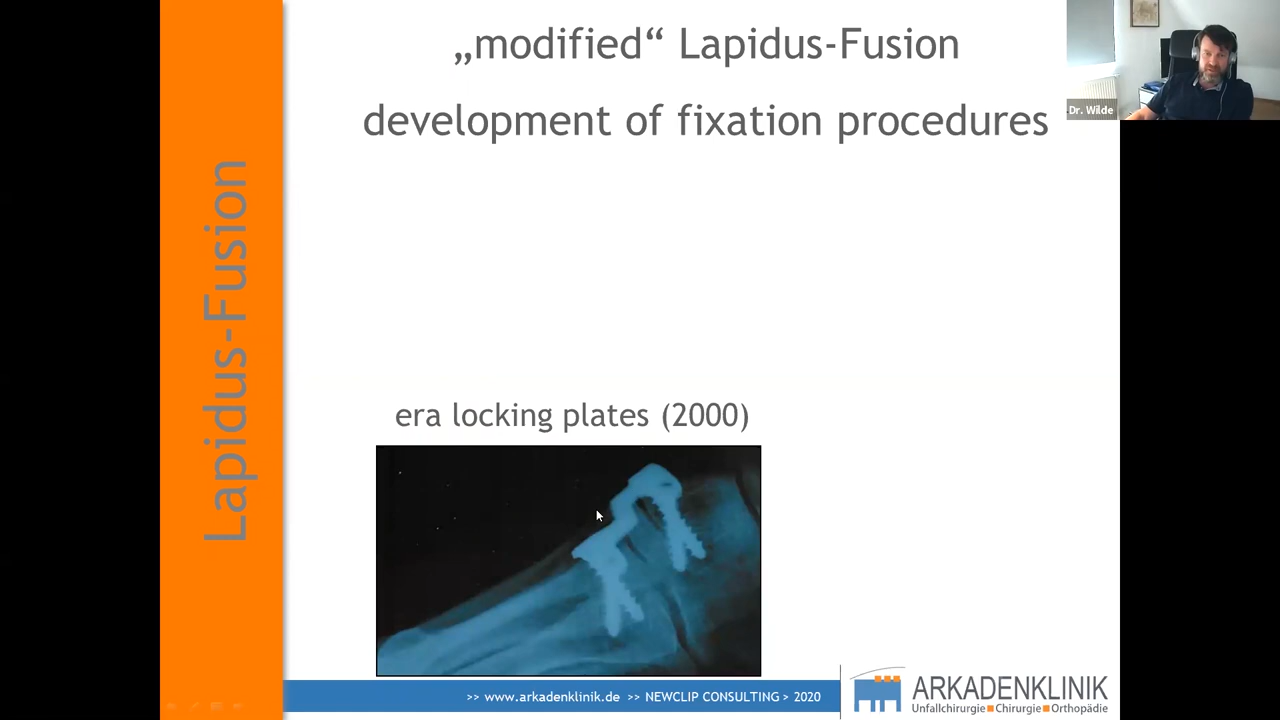 „modified“ Lapidus-Fusion
development of fixation procedures
Dr. Wilde
Lapidus-Fusion
era locking plates (2000)
>> www.arkadenklinik.de >> NEWCLIP CONSULTING > 2020
ARKADENKLINIK
Unfallchirurgie■Chirurgie■Orthopädie